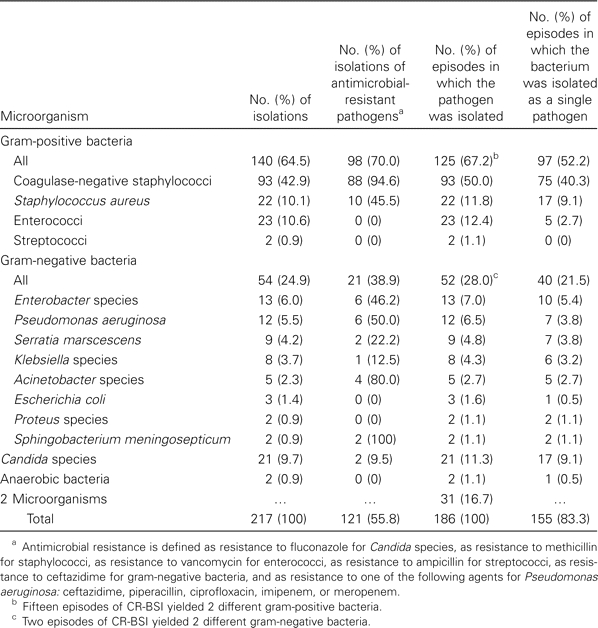 Microorganism
No. (%) of isolations
No. (%) of isolations of antimicrobial-resistant pathogensa
No. (%) of episodes in which the pathogen was isolated
No. (%) of episodes in which the bacterium was isolated as a single pathogen
Gram-positive bacteria
All 140 (64.5) 98 (70.0) 125 (67.2)b 97 (52.2)
Coagulase-negative staphylococci 93 (42.9) 88 (94.6) 93 (50.0) 75 (40.3)
Staphylococcus aureus 22 (10.1) 10 (45.5) 22 (11.8) 17 (9.1)
Enterococci 23 (10.6) 0 (0) 23 (12.4) 5 (2.7)
Streptococci 2 (0.9) 0 (0) 2 (1.1) 0 (0)
Gram-negative bacteria
All 54 (24.9) 21 (38.9) 52 (28.0)c 40 (21.5)
Enterobacter species 13 (6.0) 6 (46.2) 13 (7.0) 10 (5.4)
Pseudomonas aeruginosa 12 (5.5) 6 (50.0) 12 (6.5) 7 (3.8)
Serratia marscescens 9 (4.2) 2 (22.2) 9 (4.8) 7 (3.8)
Klebsiella species 8 (3.7) 1 (12.5) 8 (4.3) 6 (3.2)
Acinetobacter species 5 (2.3) 4 (80.0) 5 (2.7) 5 (2.7)
Escherichia coli 3 (1.4) 0 (0) 3 (1.6) 1 (0.5)
Proteus species 2 (0.9) 0 (0) 2 (1.1) 2 (1.1)
Sphingobacterium meningosepticum 2 (0.9) 2 (100) 2 (1.1) 2 (1.1)
Candida species 21 (9.7) 2 (9.5) 21 (11.3) 17 (9.1)
Anaerobic bacteria 2 (0.9) 0 (0) 2 (1.1) 1 (0.5)
2 Microorganisms … … 31 (16.7) …
Total 217 (100) 121 (55.8) 186 (100) 155 (83.3)
a Antimicrobial resistance is defined as resistance to fluconazole for Candida species, as resistance to methicillin
for staphylococci, as resistance to vancomycin for enterococci, as resistance to ampicillin for streptococci, as resis-
tance to ceftazidime for gram-negative bacteria, and as resistance to one of the following agents for Pseudomonas
aeruginosa: ceftazidime, piperacillin, ciprofloxacin, imipenem, or meropenem.
b Fifteen episodes of CR-BSI yielded 2 different gram-positive bacteria.
c Two episodes of CR-BSI yielded 2 different gram-negative bacteria.